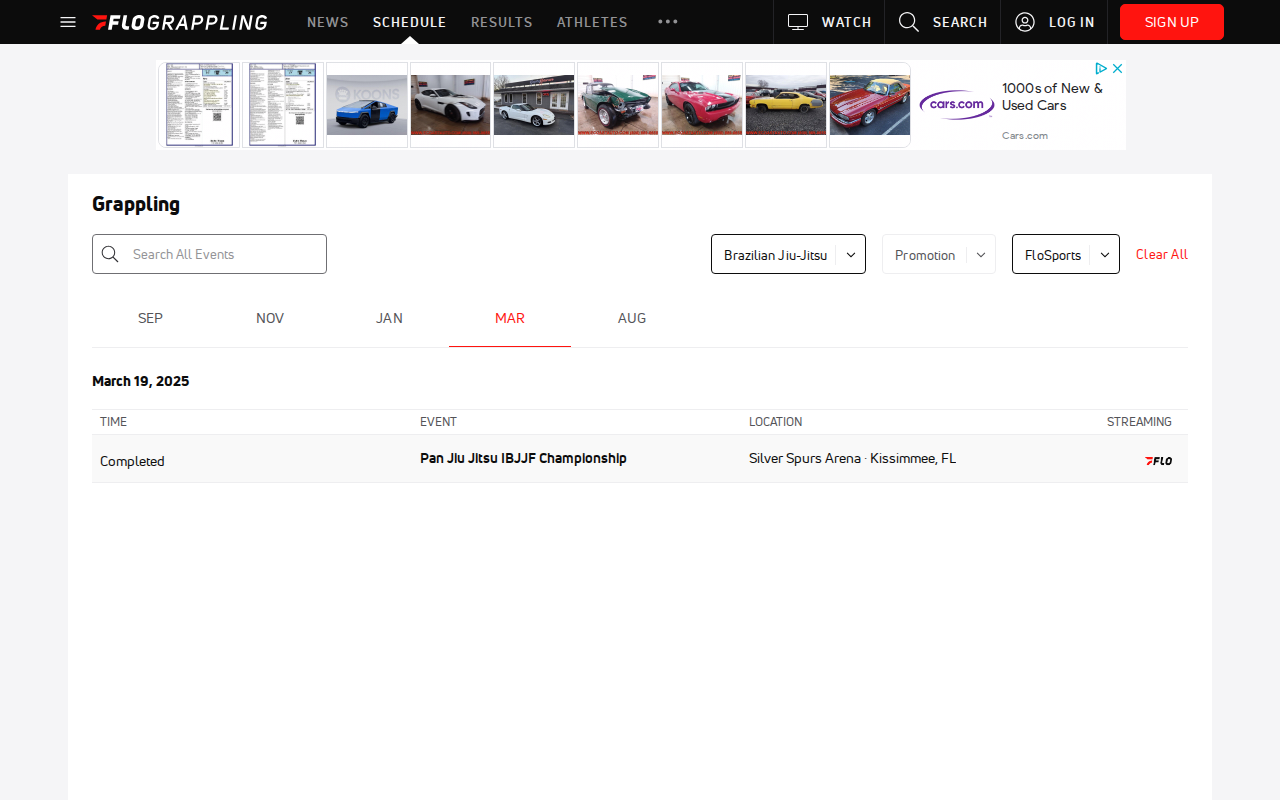 FLOGRAPPLING
NEWS
SCHEDULE
RESULTS
ATHLETES
WATCH
SEARCH
LOG IN
SIGN UP
cars.com
1000s of New &
Used Cars
Cars.com
Grappling
Search All Events
Brazilian Jiu-Jitsu
Promotion
FloSports
Clear All
SEP
NOV
JAN
MAR
AUG
March 19, 2025
TIME
EVENT
LOCATION
STREAMING
Completed
Pan Jiu Jitsu IBJJF Championship
Silver Spurs Arena · Kissimmee, FL
FLO